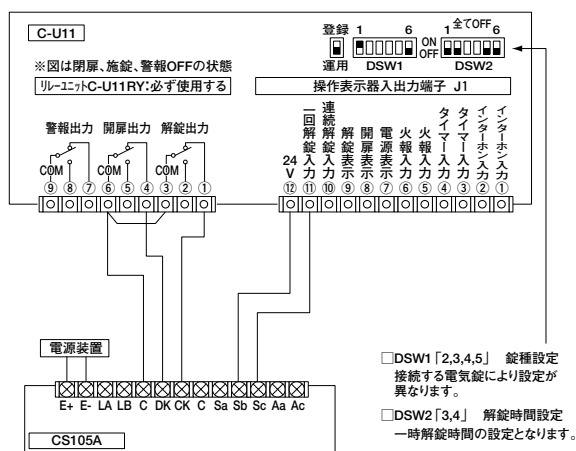 C-U11
※図は閉扉、施錠、警報OFFの状態
リレーユニットC-U11RY:必ず使用する
登録
運用
1 6
DSW1
ON
OFF
全てOFF
1 6
DSW2
操作表示器入出力端子 J1
警報出力 開扉出力 解錠出力
COM COM COM
⑨ ⑧ ⑦ ⑥ ⑤ ④ ③ ② ①
24V ⑫
一回解錠入力 ⑪
連続解錠入力 ⑩
解錠表示 ⑨
開扉表示 ⑧
電源表示 ⑦
火報入力 ⑥
火報入力 ⑤
タイマー入力 ④
タイマー入力 ③
インターホン入力 ②
インターホン入力 ①
電源装置
E+ E- LA LB C DK CK C Sa Sb Sc Aa Ac
CS105A
□DSW1「2,3,4,5」 錠種設定
接続する電気錠により設定が
異なります。
□DSW2「3,4」 解錠時間設定
一時解錠時間の設定となります。